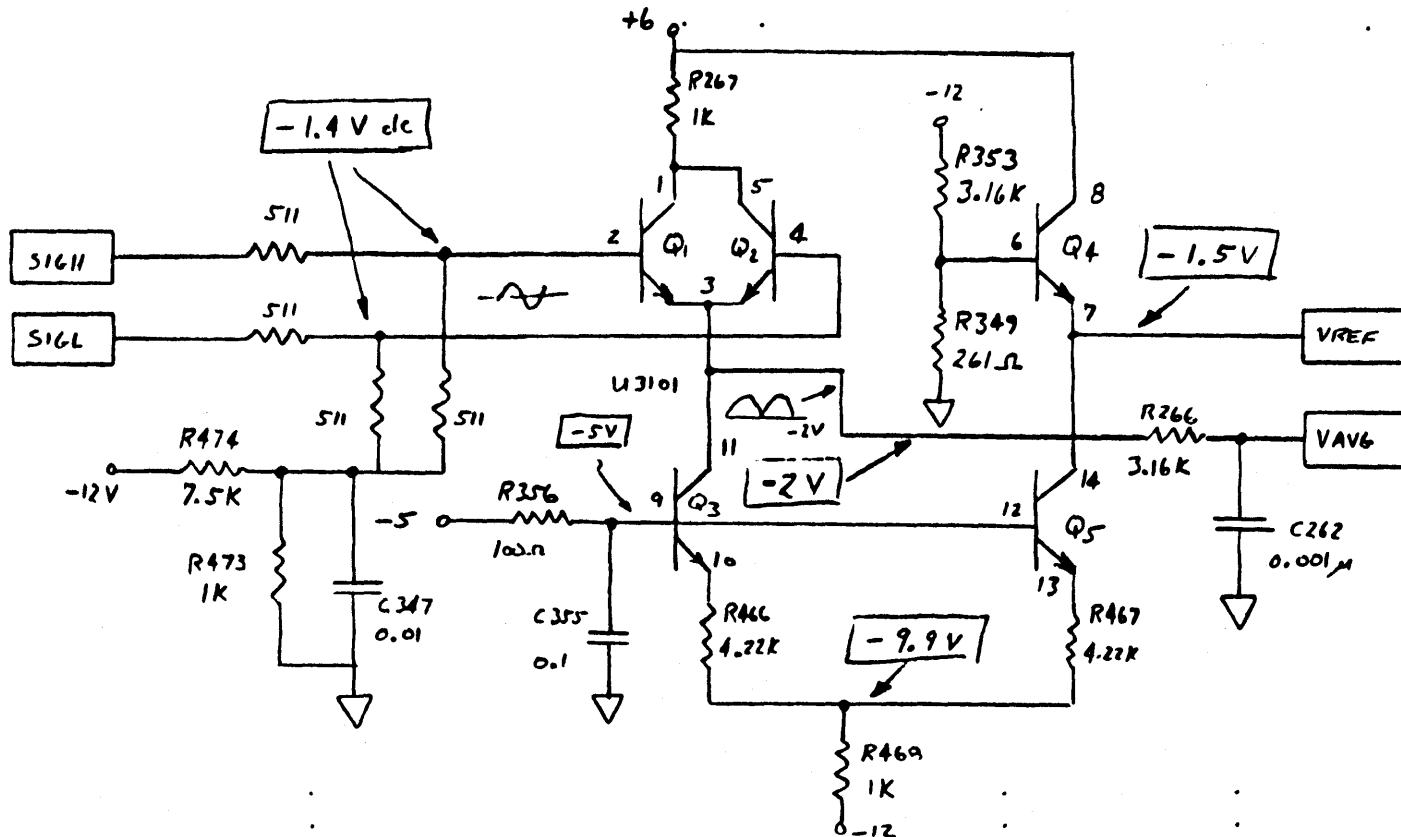 +6
R267
1K
-12
-1.4 V dc
R353
3.16K
1
5
8
511
SIGH
2
Q1
Q2
4
6
Q4
-1.5V
3
7
511
SIGL
R349
261Ω
VREF
U3101
511
511
-5V
-2V
R266
3.16K
VAVG
R474
7.5K
-12V
11
-2V
14
R356
100Ω
-5
9
Q3
12
Q5
C262
0.001μ
10
13
R473
1K
C347
0.01
C355
0.1
R466
4.22K
R467
4.22K
-9.9V
1K
-12